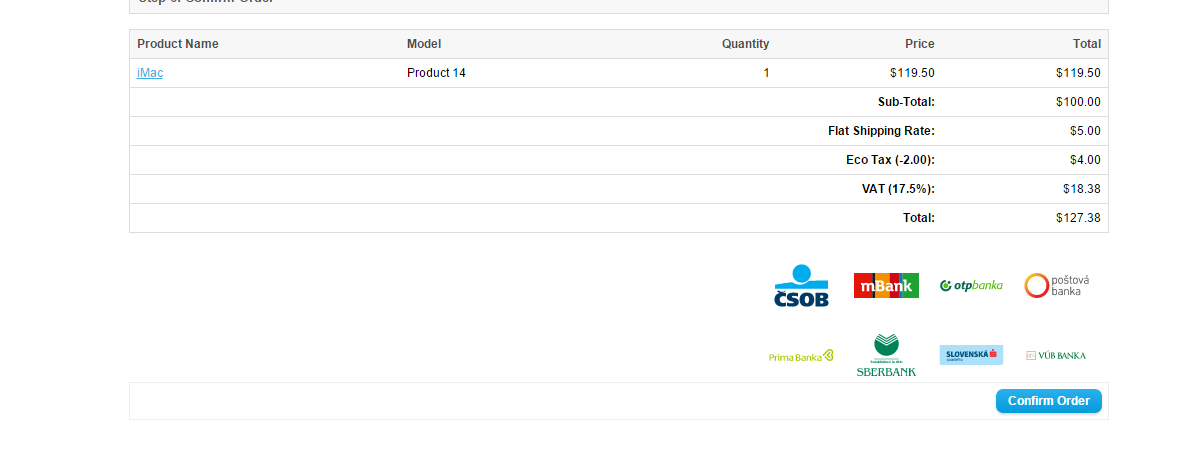 Step 6: Confirm Order
Product Name Model Quantity Price Total
iMac Product 14 1 $119.50 $119.50
Sub-Total: $100.00
Flat Shipping Rate: $5.00
Eco Tax (-2.00): $4.00
VAT (17.5%): $18.38
Total: $127.38
ČSOB mBank otpbanka poštová
banka
Prima Banka SBERBANK SLOVENSKÁ VÚB BANKA
Confirm Order